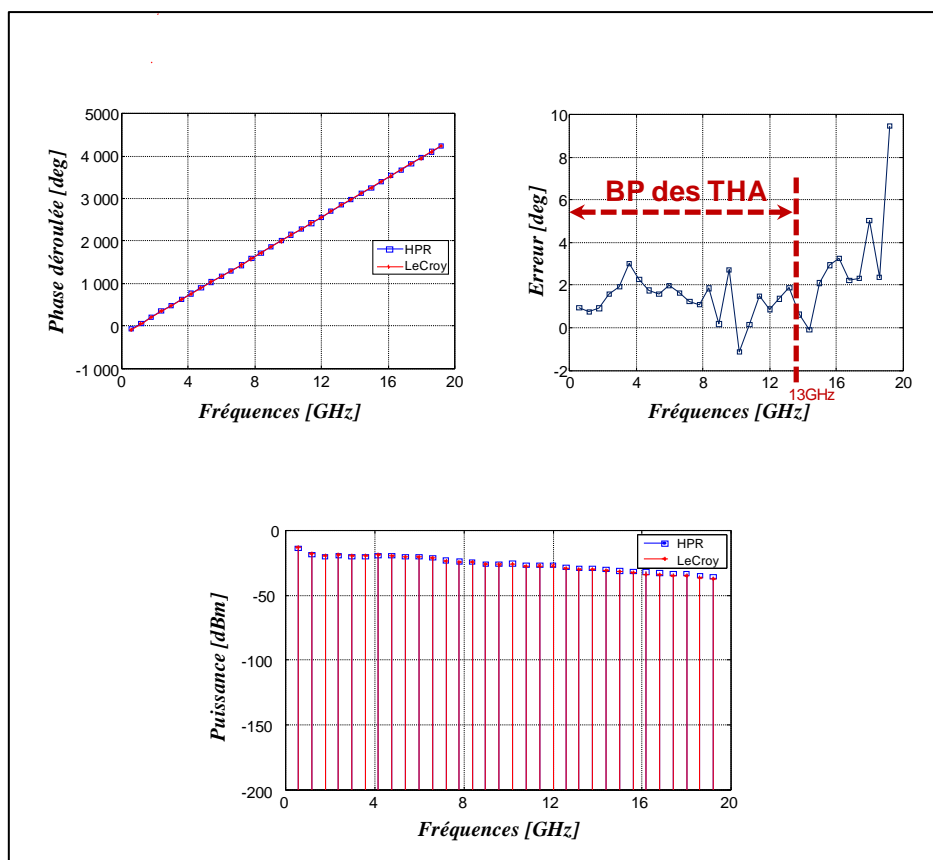 5000
4 000
3 000
2 000
1 000
0
-1 000
0 4 8 12 16 20
Phase déroulée [deg]
Fréquences [GHz]
HPR
LeCroy
10
8
6
4
2
0
-2
0 4 8 12 16 20
Erreur [deg]
Fréquences [GHz]
BP des THA
13GHz
0
-50
-100
-150
-200
0 4 8 12 16 20
Puissance [dBm]
Fréquences [GHz]
HPR
LeCroy